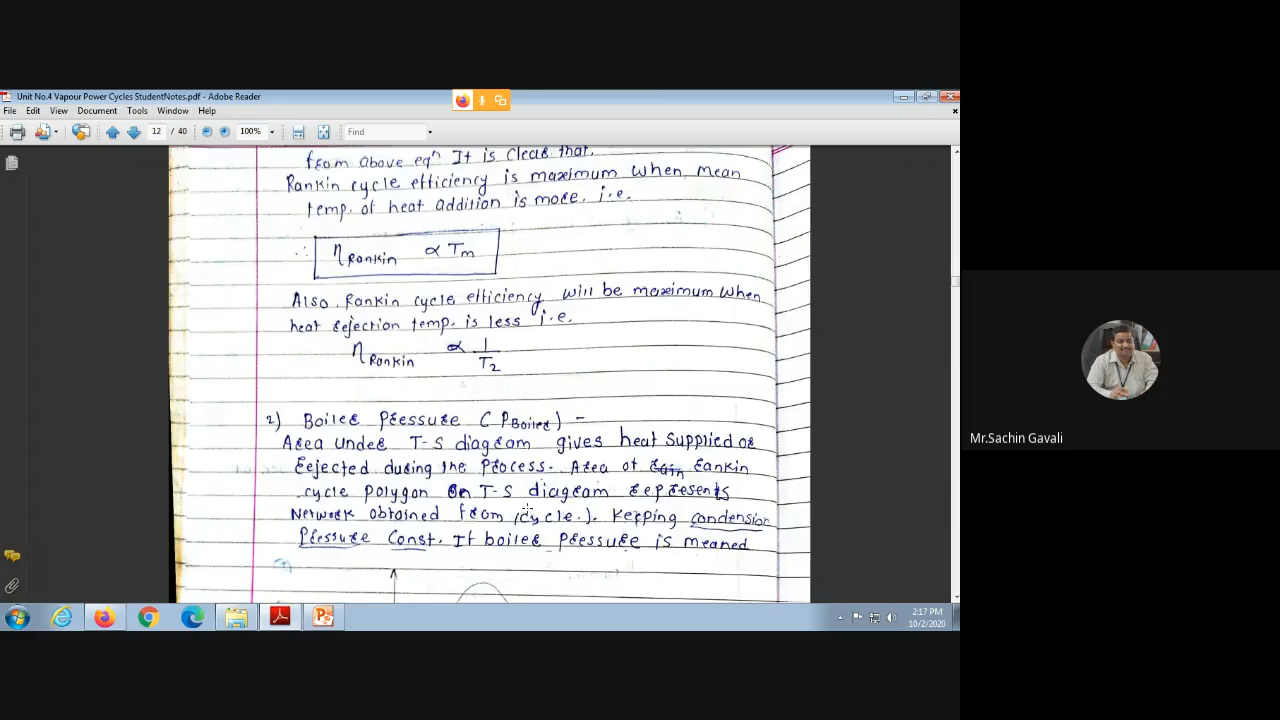 Unit No.4 Vapour Power Cycles StudentNotes.pdf - Adobe Reader
File Edit View Document Tools Window Help
12 / 40 100% Find
from above eqn It is Clear that.
Rankin cycle efficiency is maximum when mean
temp. of heat addition is more. i.e.
∴ η Rankin ∝ Tm
Also Rankin cycle efficiency will be maximum when
heat rejection temp. is less i.e.
η Rankin ∝ 1/T2
2) Boiler Pressure (PBoiler) -
Area under T-S diagram gives heat supplied or
rejected during the Process. Area of rankin
cycle polygon on T-S diagram represents
Network obtained from (cycle.). Keeping condension
Pressure Const. If boiler pressure is meaned
Mr.Sachin Gavali
2:17 PM
10/2/2020